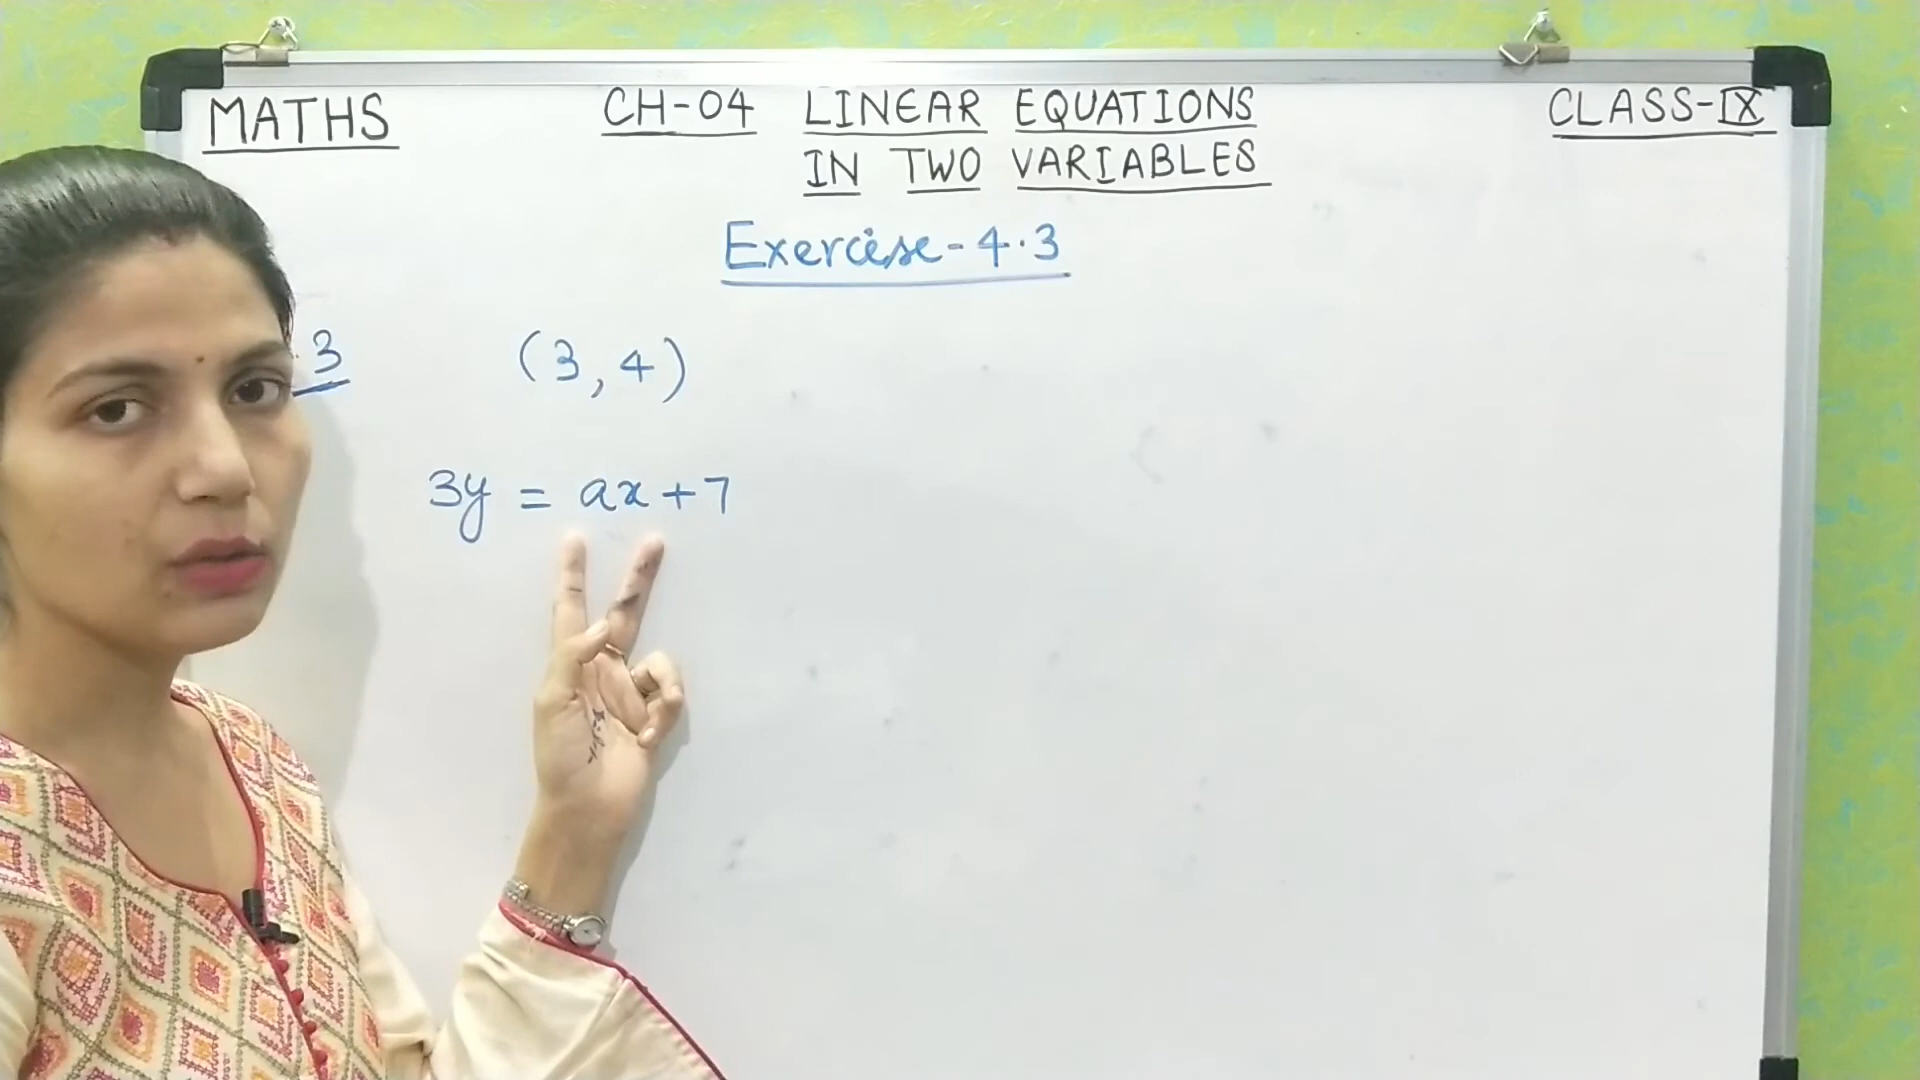 MATHS CH-04 LINEAR EQUATIONS CLASS-IX
IN TWO VARIABLES
Exercise-4.3
.3 (3,4)
3y = ax+7